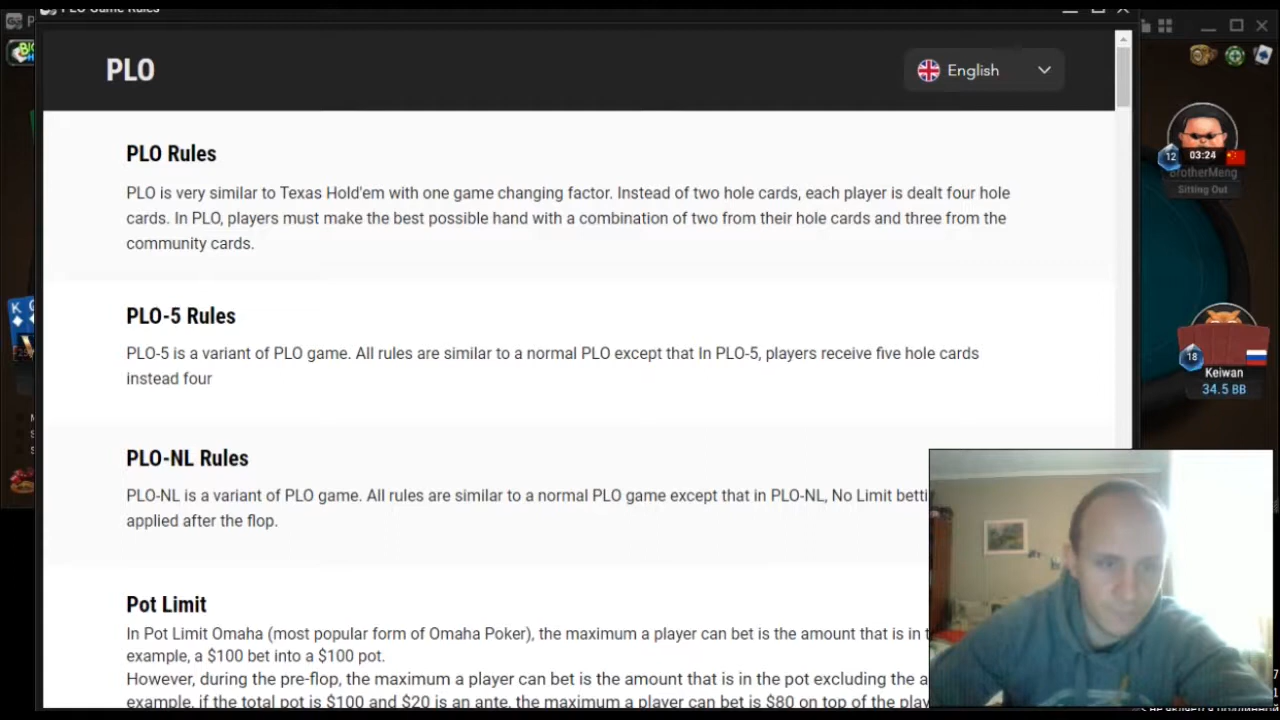 PLO Game Rules
PLO
English
PLO Rules
PLO is very similar to Texas Hold'em with one game changing factor. Instead of two hole cards, each player is dealt four hole
cards. In PLO, players must make the best possible hand with a combination of two from their hole cards and three from the
community cards.
PLO-5 Rules
PLO-5 is a variant of PLO game. All rules are similar to a normal PLO except that In PLO-5, players receive five hole cards
instead four
PLO-NL Rules
PLO-NL is a variant of PLO game. All rules are similar to a normal PLO game except that in PLO-NL, No Limit betti
applied after the flop.
Pot Limit
In Pot Limit Omaha (most popular form of Omaha Poker), the maximum a player can bet is the amount that is in t
example, a $100 bet into a $100 pot.
However, during the pre-flop, the maximum a player can bet is the amount that is in the pot excluding the a
example, if the total pot is $100 and $20 is an ante, the maximum a player can bet is $80 on top of the play
12
03:24
BrotherMeng
Sitting Out
18
Keiwan
34.5 BB
K